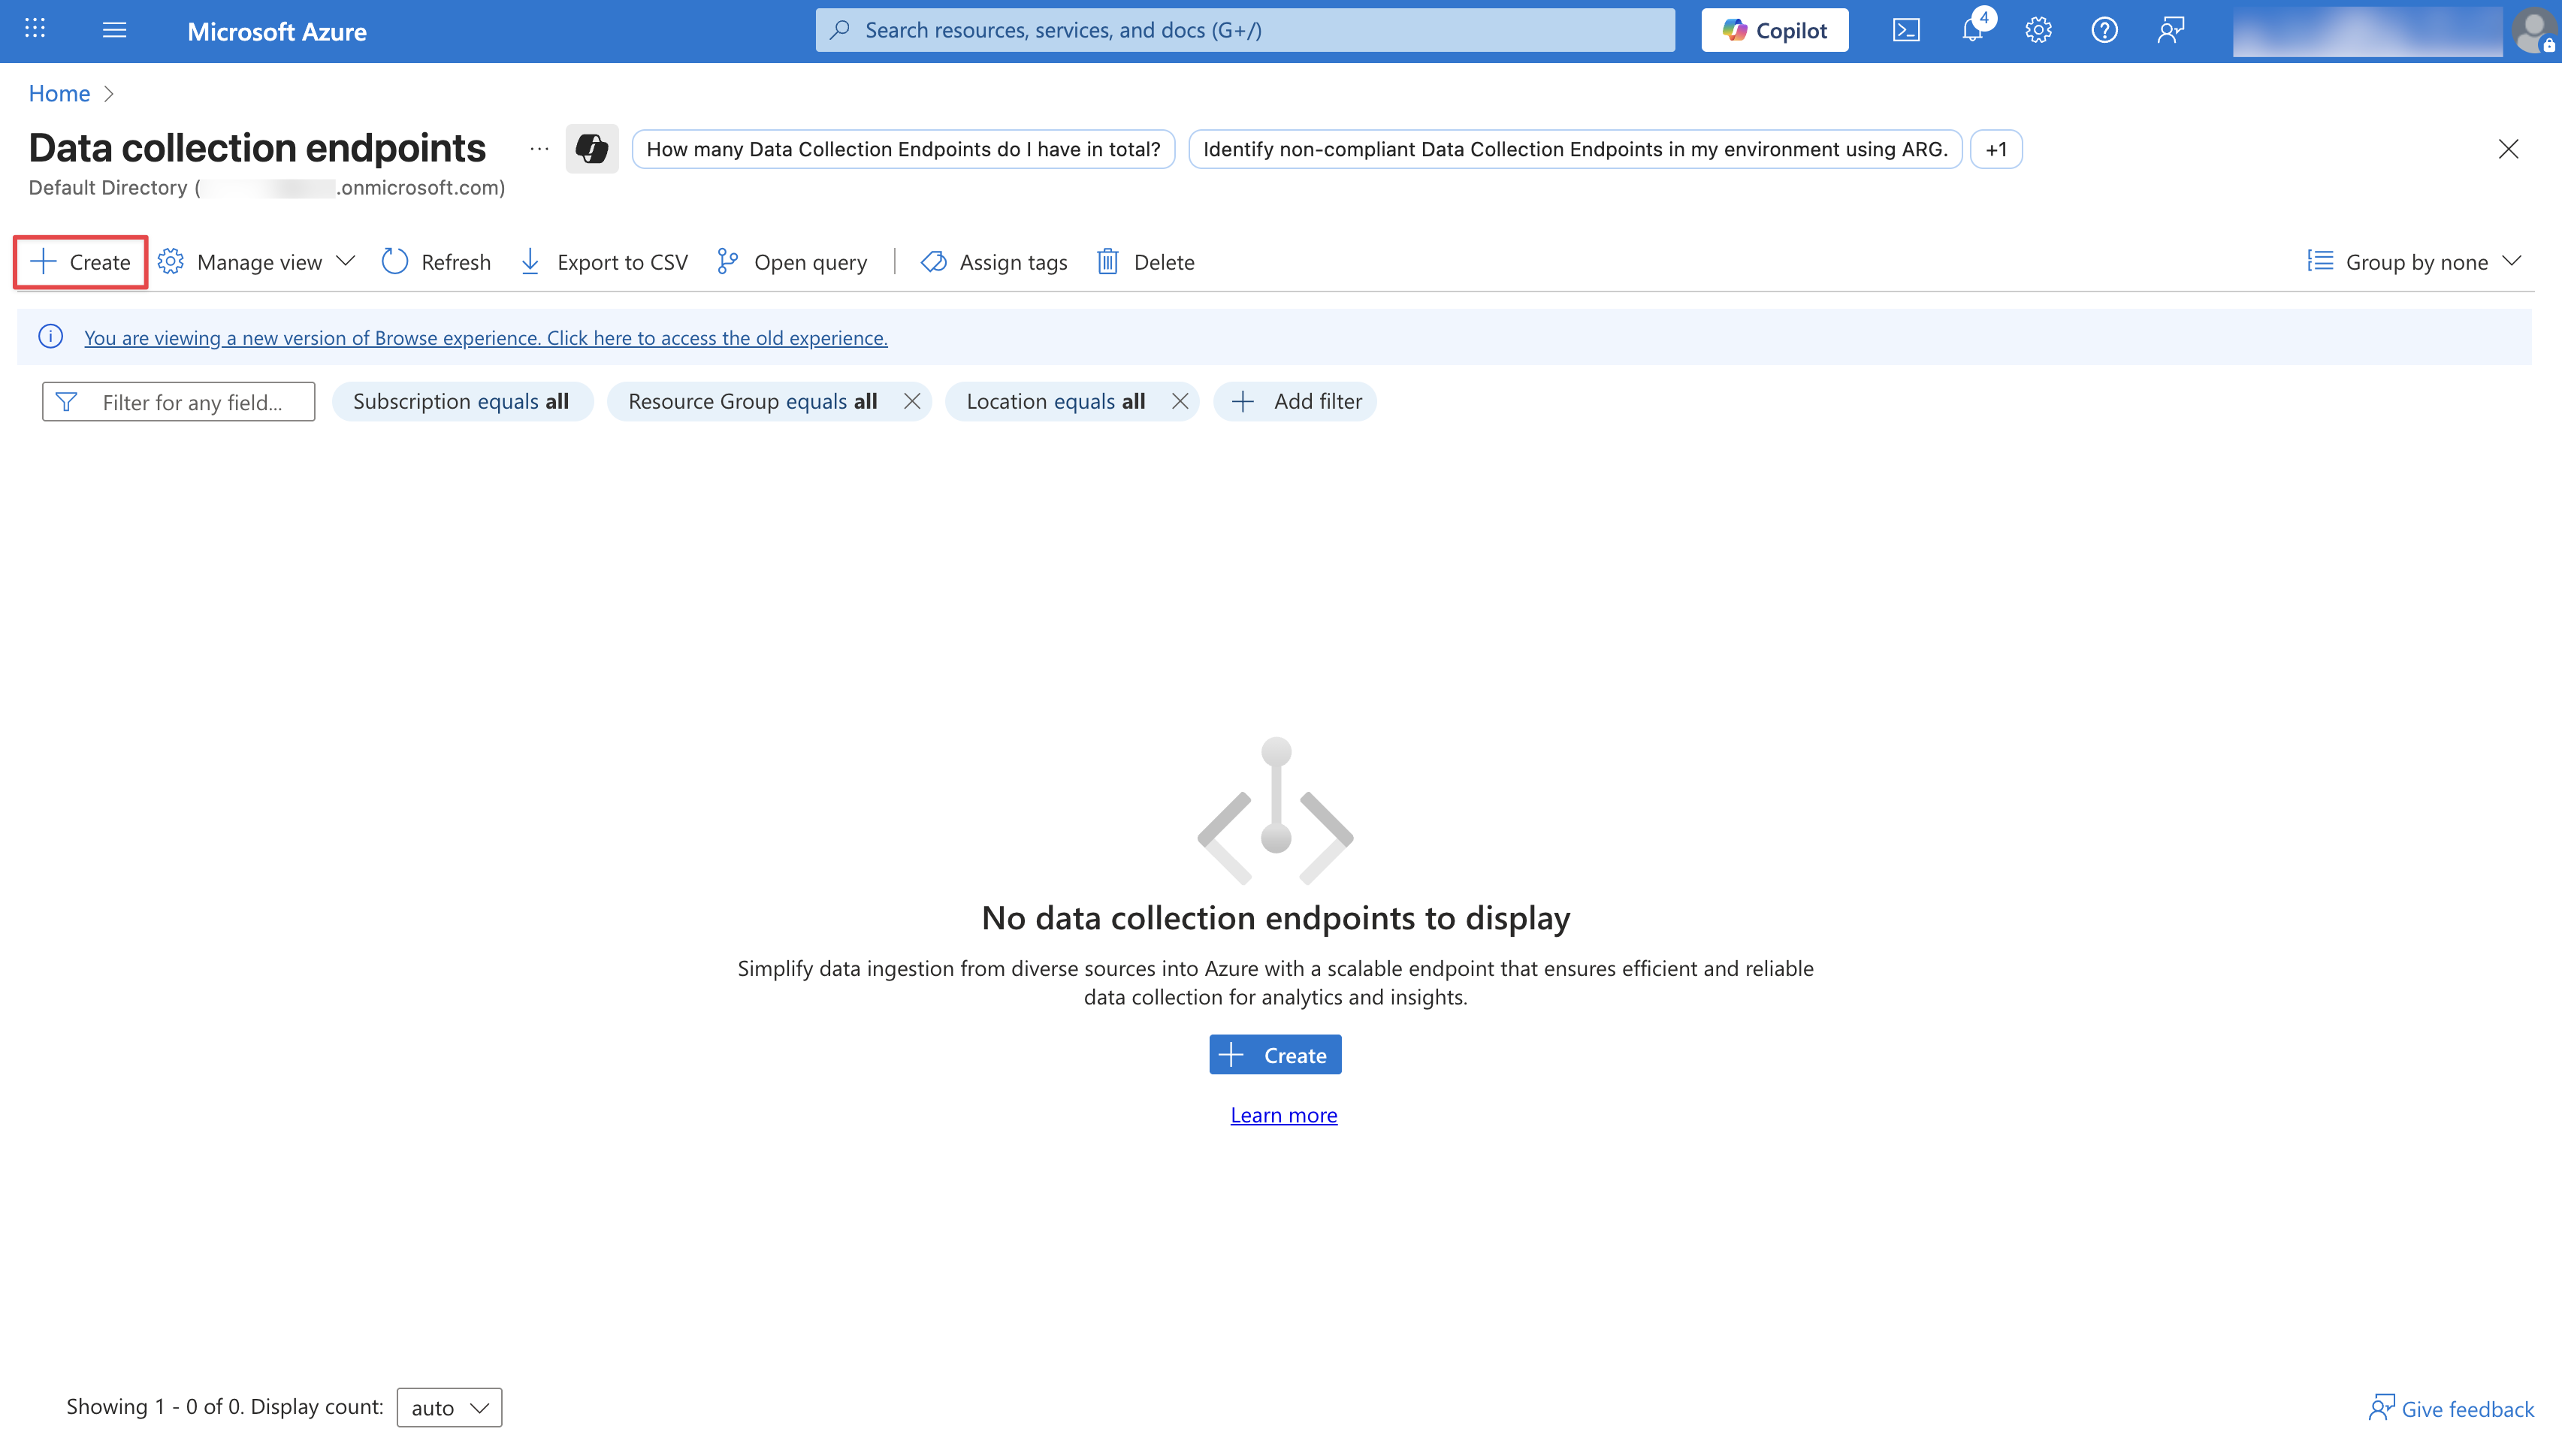 Microsoft Azure
Search resources, services, and docs (G+/)
Copilot
4
Home
Data collection endpoints
...
How many Data Collection Endpoints do I have in total?
Identify non-compliant Data Collection Endpoints in my environment using ARG.
+1
Default Directory ( .onmicrosoft.com)
Create
Manage view
Refresh
Export to CSV
Open query
Assign tags
Delete
Group by none
You are viewing a new version of Browse experience. Click here to access the old experience.
Filter for any field...
Subscription equals all
Resource Group equals all
Location equals all
Add filter
No data collection endpoints to display
Simplify data ingestion from diverse sources into Azure with a scalable endpoint that ensures efficient and reliable
data collection for analytics and insights.
Create
Learn more
Showing 1 - 0 of 0. Display count:
auto
Give feedback